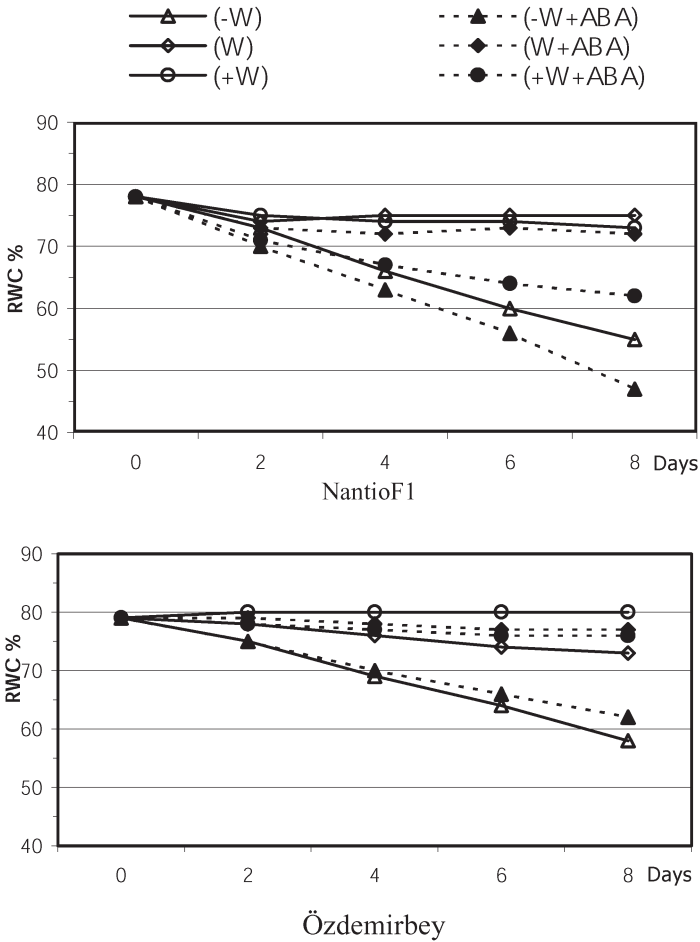 (-W) (-W+ABA)
(W) (W+ABA)
(+W) (+W+ABA)
90
80
70
60
50
40
RWC %
0 2 4 6 8 Days
NantioF1
90
80
70
60
50
40
RWC %
0 2 4 6 8 Days
Özdemirbey